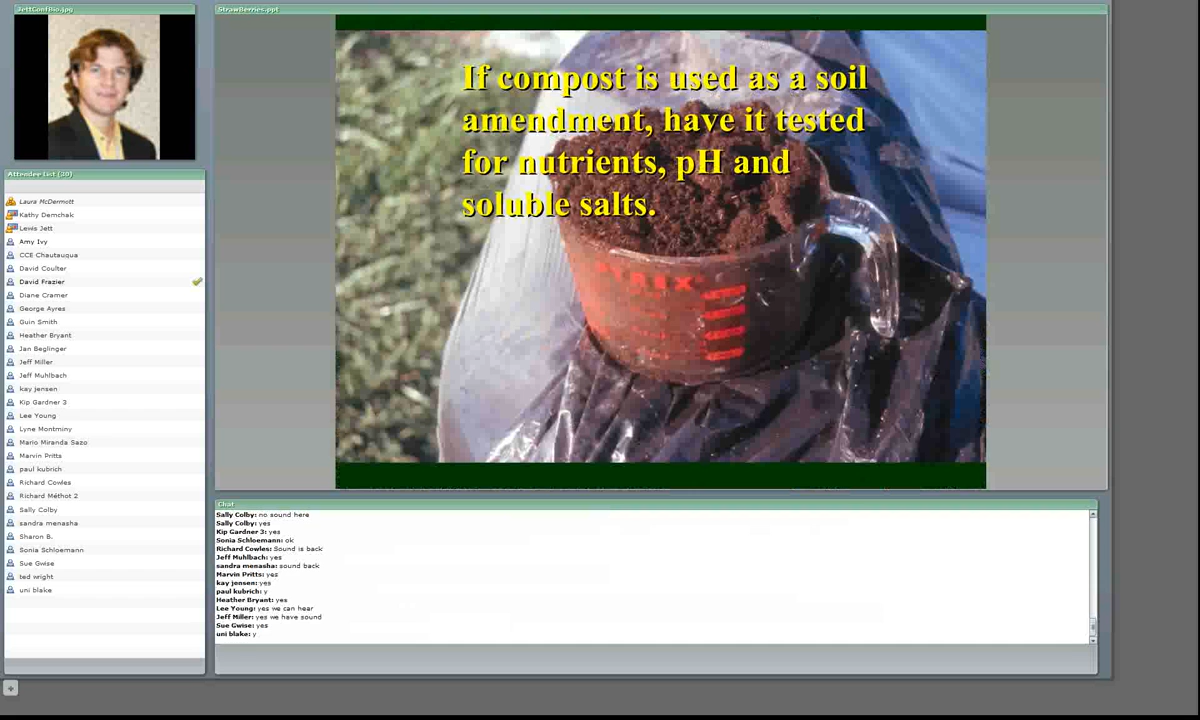 JettConfBio.jpg
StrawBerries.ppt
If compost is used as a soil
amendment, have it tested
for nutrients, pH and
soluble salts.
Attendee List (30)
Laura McDermott
Kathy Demchak
Lewis Jett
Amy Ivy
CCE Chautauqua
David Coulter
David Frazier
Diane Cramer
George Ayres
Guin Smith
Heather Bryant
Jan Beglinger
Jeff Miller
Jeff Muhlbach
kay jensen
Kip Gardner 3
Lee Young
Lyne Montminy
Mario Miranda Sazo
Marvin Pritts
paul kubrich
Richard Cowles
Richard Méthot 2
Sally Colby
sandra menasha
Sharon B.
Sonia Schloemann
Sue Gwise
ted wright
uni blake
Chat
Sally Colby: no sound here
Sally Colby: yes
Kip Gardner 3: yes
Sonia Schloemann: ok
Richard Cowles: Sound is back
Jeff Muhlbach: yes
sandra menasha: sound back
Marvin Pritts: yes
kay jensen: yes
paul kubrich: y
Heather Bryant: yes
Lee Young: yes we can hear
Jeff Miller: yes we have sound
Sue Gwise: yes
uni blake: y